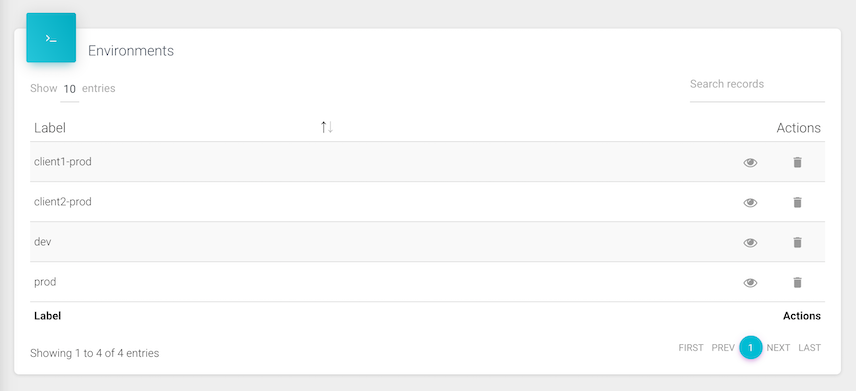 Environments
Show 10 entries
Search records
Label Actions
client1-prod
client2-prod
dev
prod
Label Actions
Showing 1 to 4 of 4 entries
FIRST PREV 1 NEXT LAST